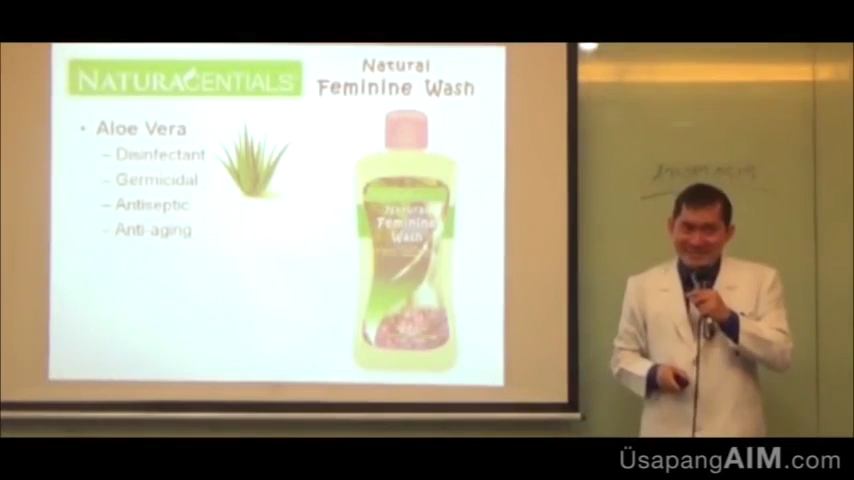 NATURACENTIALS
Natural
Feminine Wash
• Aloe Vera
– Disinfectant
– Germicidal
– Antiseptic
– Anti-aging
Natural
Feminine
Wash
ÜsapangAIM.com